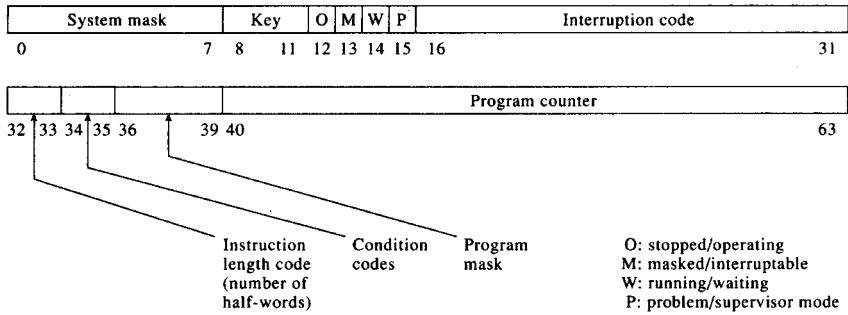 System mask Key O M W P Interruption code
0 7 8 11 12 13 14 15 16 31
Program counter
32 33 34 35 36 39 40 63
Instruction length code (number of half-words)
Condition codes
Program mask
O: stopped/operating
M: masked/interruptable
W: running/waiting
P: problem/supervisor mode